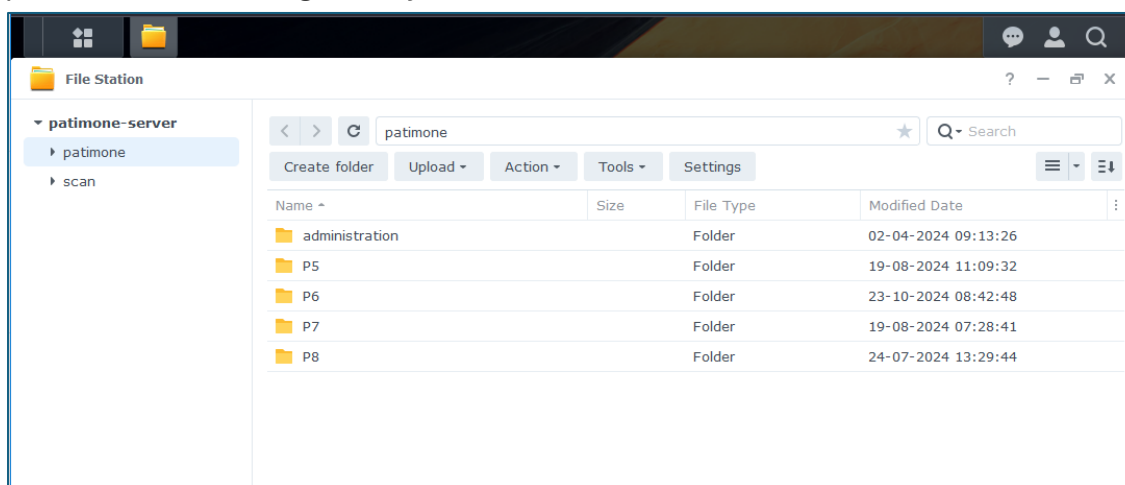 File Station
patimone-server
patimone
scan
patimone
Search
Create folder Upload Action Tools Settings
Name Size File Type Modified Date
administration Folder 02-04-2024 09:13:26
P5 Folder 19-08-2024 11:09:32
P6 Folder 23-10-2024 08:42:48
P7 Folder 19-08-2024 07:28:41
P8 Folder 24-07-2024 13:29:44